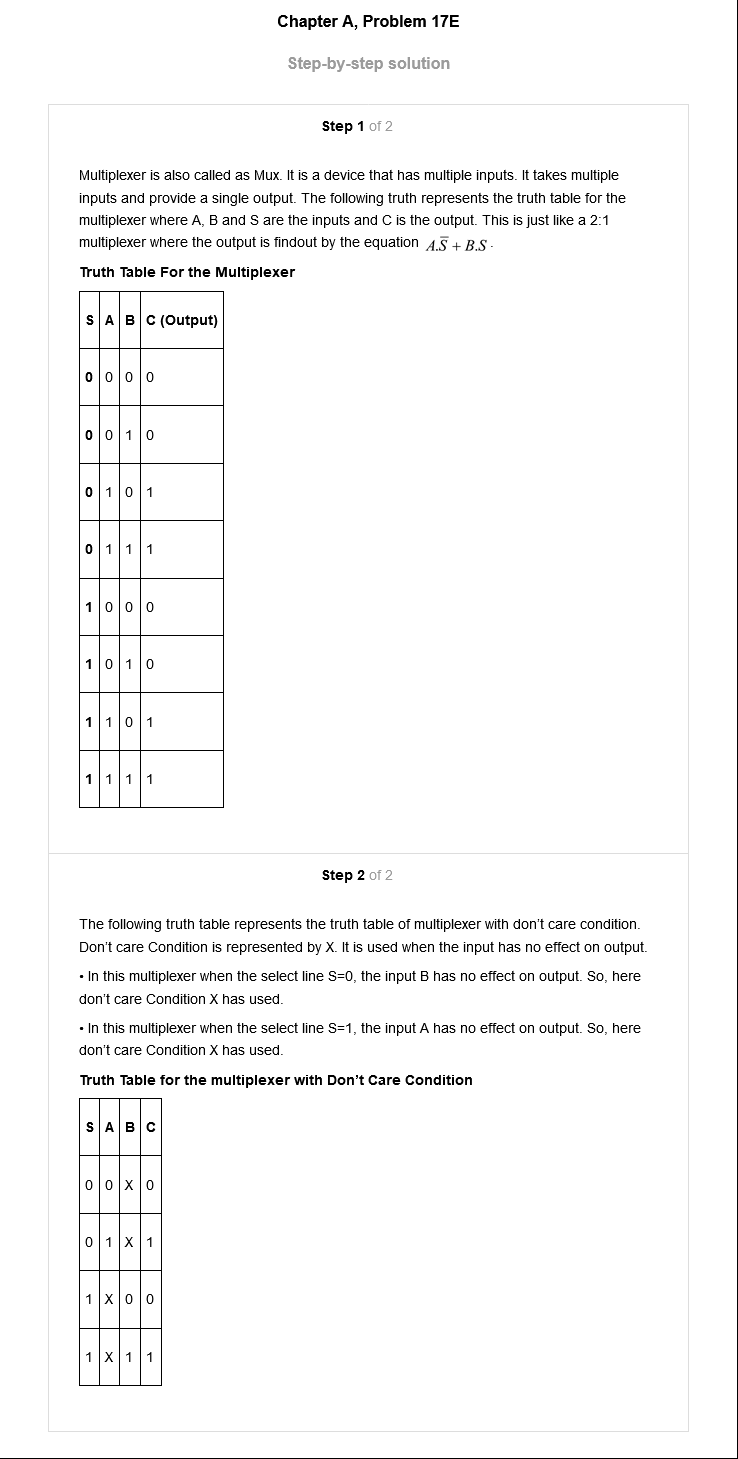 Chapter A, Problem 17E
Step-by-step solution
Step 1 of 2
Multiplexer is also called as Mux. It is a device that has multiple inputs. It takes multiple
inputs and provide a single output. The following truth represents the truth table for the
multiplexer where A, B and S are the inputs and C is the output. This is just like a 2:1
multiplexer where the output is findout by the equation A.S̅ + B.S .
Truth Table For the Multiplexer
S A B C (Output)
0 0 0 0
0 0 1 0
0 1 0 1
0 1 1 1
1 0 0 0
1 0 1 0
1 1 0 1
1 1 1 1
Step 2 of 2
The following truth table represents the truth table of multiplexer with don't care condition.
Don't care Condition is represented by X. It is used when the input has no effect on output.
• In this multiplexer when the select line S=0, the input B has no effect on output. So, here
don't care Condition X has used.
• In this multiplexer when the select line S=1, the input A has no effect on output. So, here
don't care Condition X has used.
Truth Table for the multiplexer with Don't Care Condition
S A B C
0 0 X 0
0 1 X 1
1 X 0 0
1 X 1 1